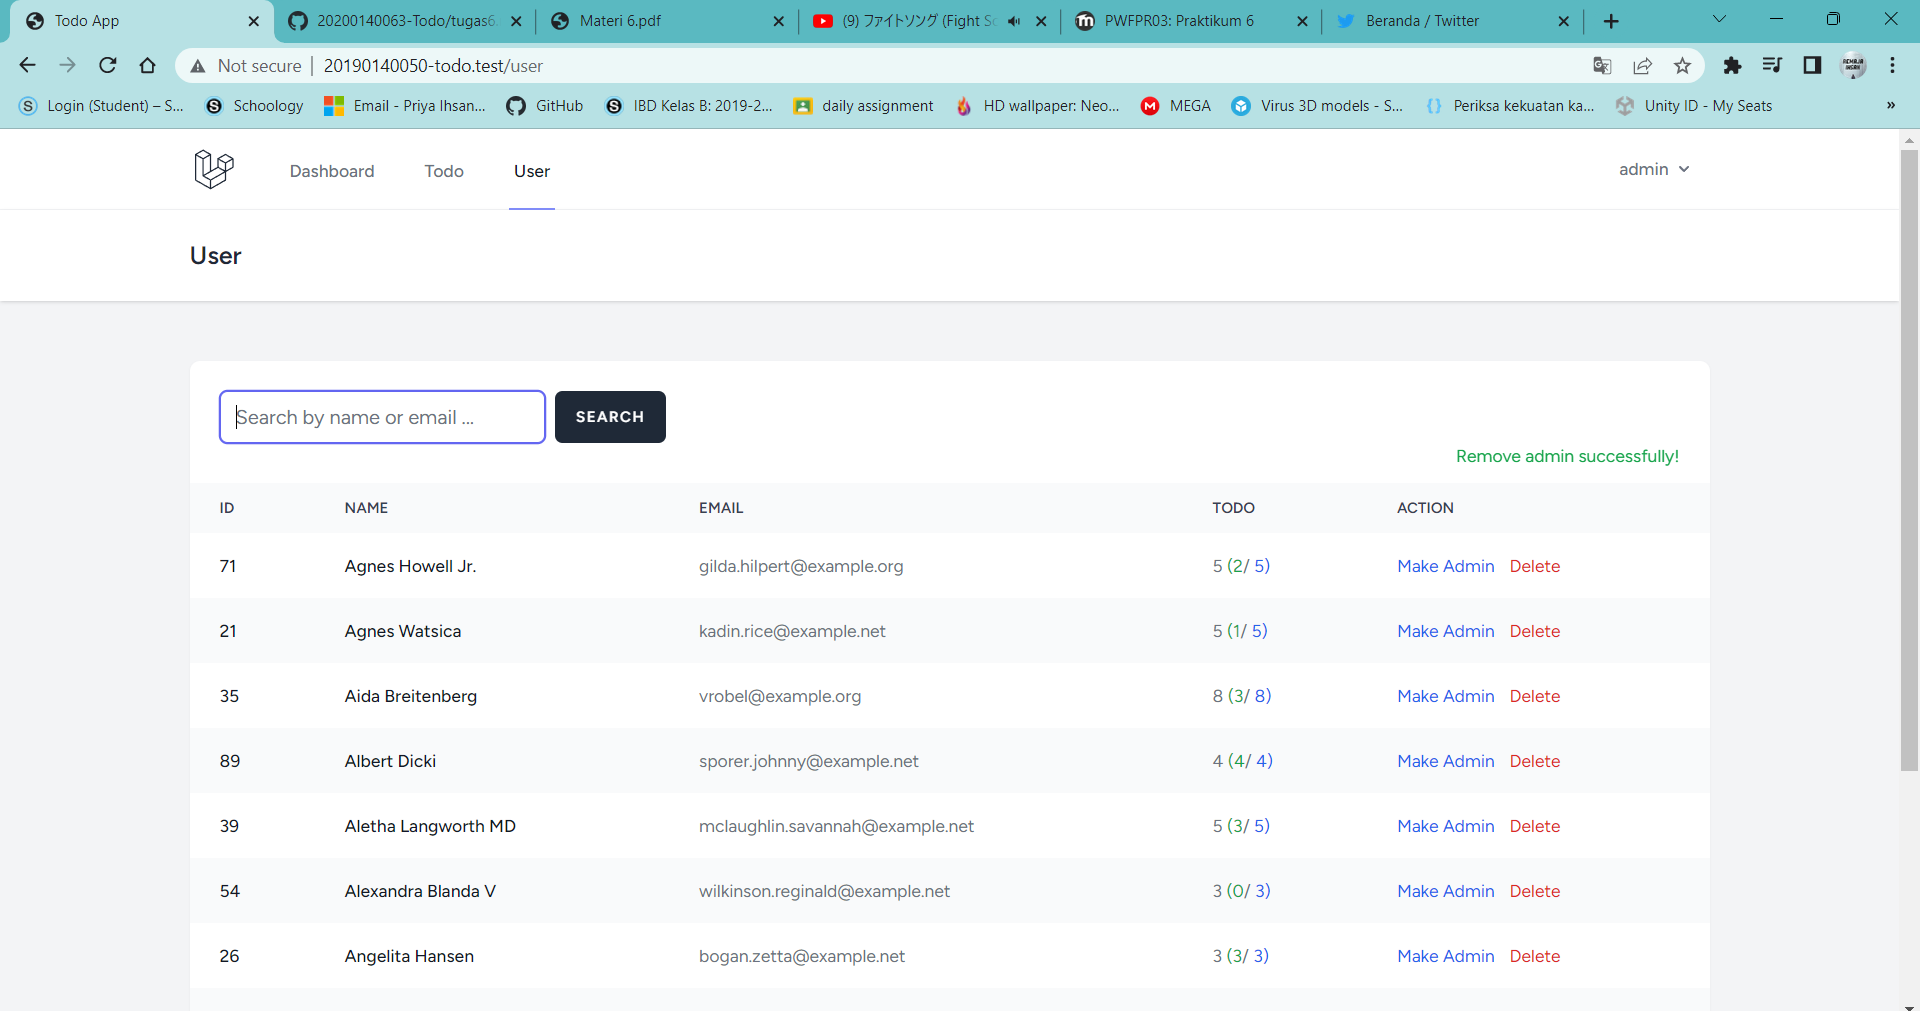 Todo App
20200140063-Todo/tugas6.
Materi 6.pdf
(9) ファイトソング (Fight So
PWFPR03: Praktikum 6
Beranda / Twitter
Not secure | 20190140050-todo.test/user
Login (Student) – S...
Schoology
Email - Priya Ihsan...
GitHub
IBD Kelas B: 2019-2...
daily assignment
HD wallpaper: Neo...
MEGA
Virus 3D models - S...
Periksa kekuatan ka...
Unity ID - My Seats
»
Dashboard Todo User admin
User
Search by name or email ... SEARCH
Remove admin successfully!
ID NAME EMAIL TODO ACTION
71 Agnes Howell Jr. gilda.hilpert@example.org 5 (2/ 5) Make Admin Delete
21 Agnes Watsica kadin.rice@example.net 5 (1/ 5) Make Admin Delete
35 Aida Breitenberg vrobel@example.org 8 (3/ 8) Make Admin Delete
89 Albert Dicki sporer.johnny@example.net 4 (4/ 4) Make Admin Delete
39 Aletha Langworth MD mclaughlin.savannah@example.net 5 (3/ 5) Make Admin Delete
54 Alexandra Blanda V wilkinson.reginald@example.net 3 (0/ 3) Make Admin Delete
26 Angelita Hansen bogan.zetta@example.net 3 (3/ 3) Make Admin Delete